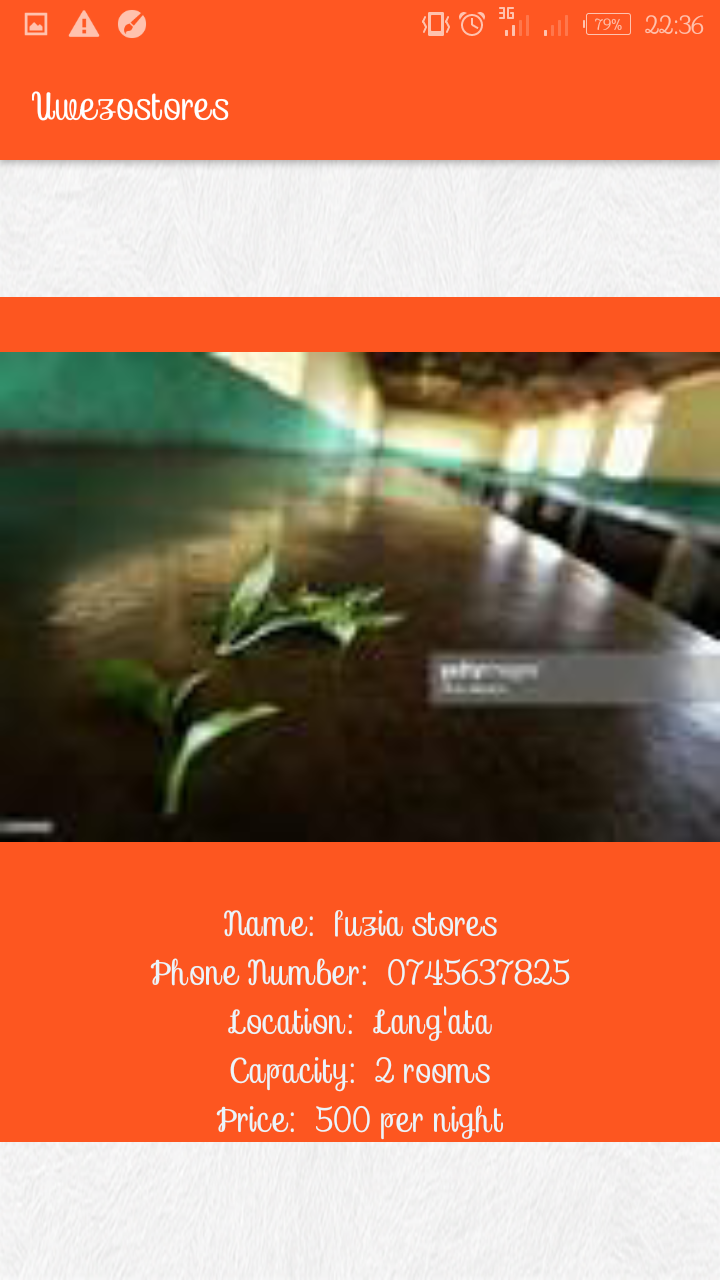 3G
79%
22:36
Uwezostores
gettyimages
Name: fuzia stores
Phone Number: 0745637825
Location: Lang'ata
Capacity: 2 rooms
Price: 500 per night